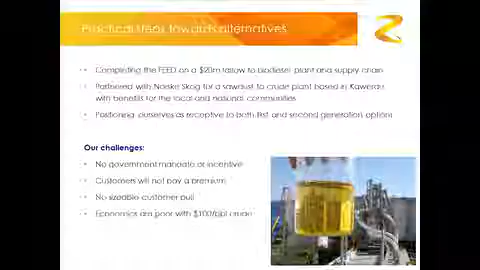 Practical steps towards alternatives
Completing the FEED on a $20m tallow to biodiesel plant and supply chain
Partnered with Norske Skog for a sawdust to crude plant based in Kawerau
with benefits for the local and national communities
Positioning ourselves as receptive to both first and second generation options
Our challenges:
No government mandate or incentive
Customers will not pay a premium
No sizeable customer pull
Economics are poor with $100/bbl crude